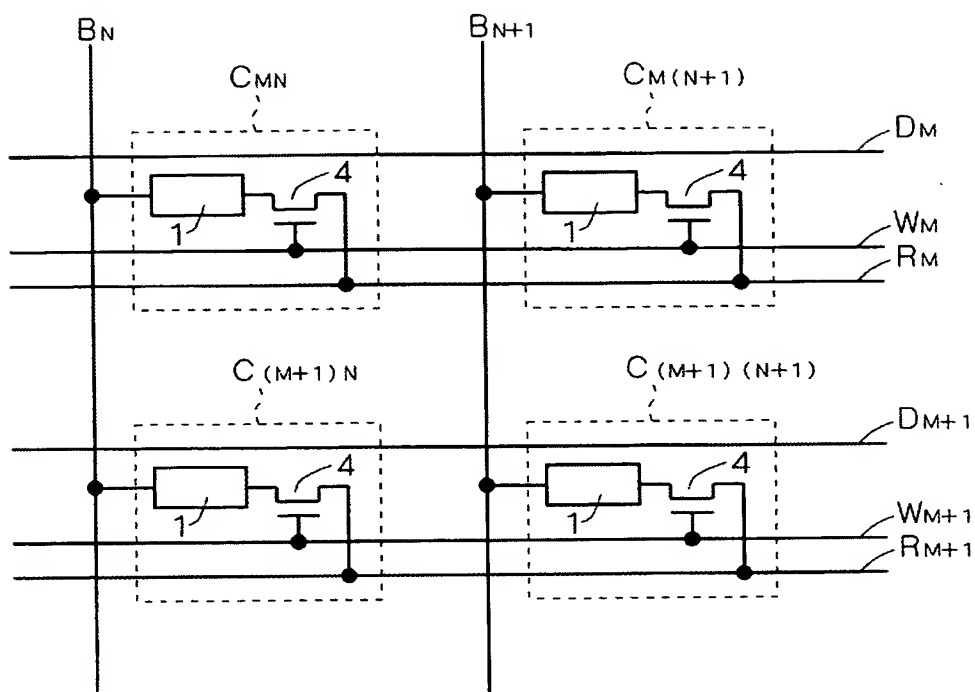 BN BN+1
CMN CM(N+1)
DM
4 4
1 1
WM
RM
C(M+1)N C(M+1)(N+1)
DM+1
4 4
1 1
WM+1
RM+1